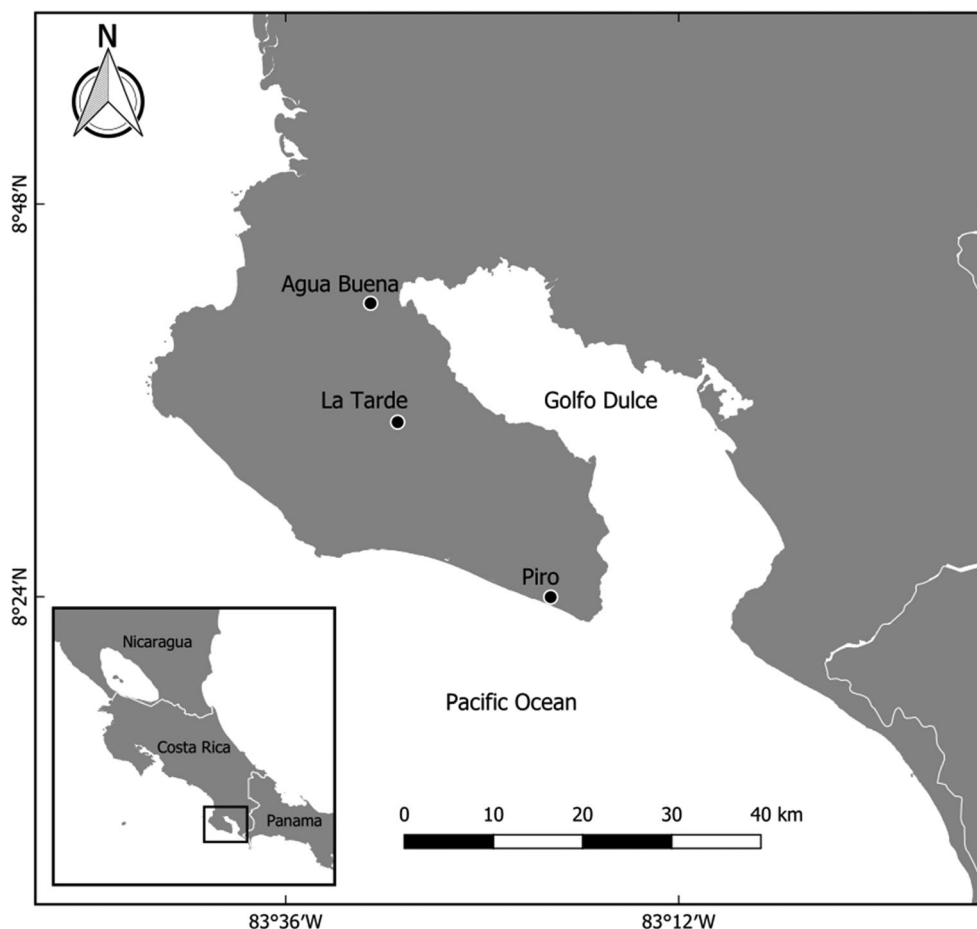 N
8°48'N
Agua Buena
La Tarde
Golfo Dulce
Piro
8°24'N
Nicaragua
Costa Rica
Panama
Pacific Ocean
0 10 20 30 40 km
83°36'W 83°12'W